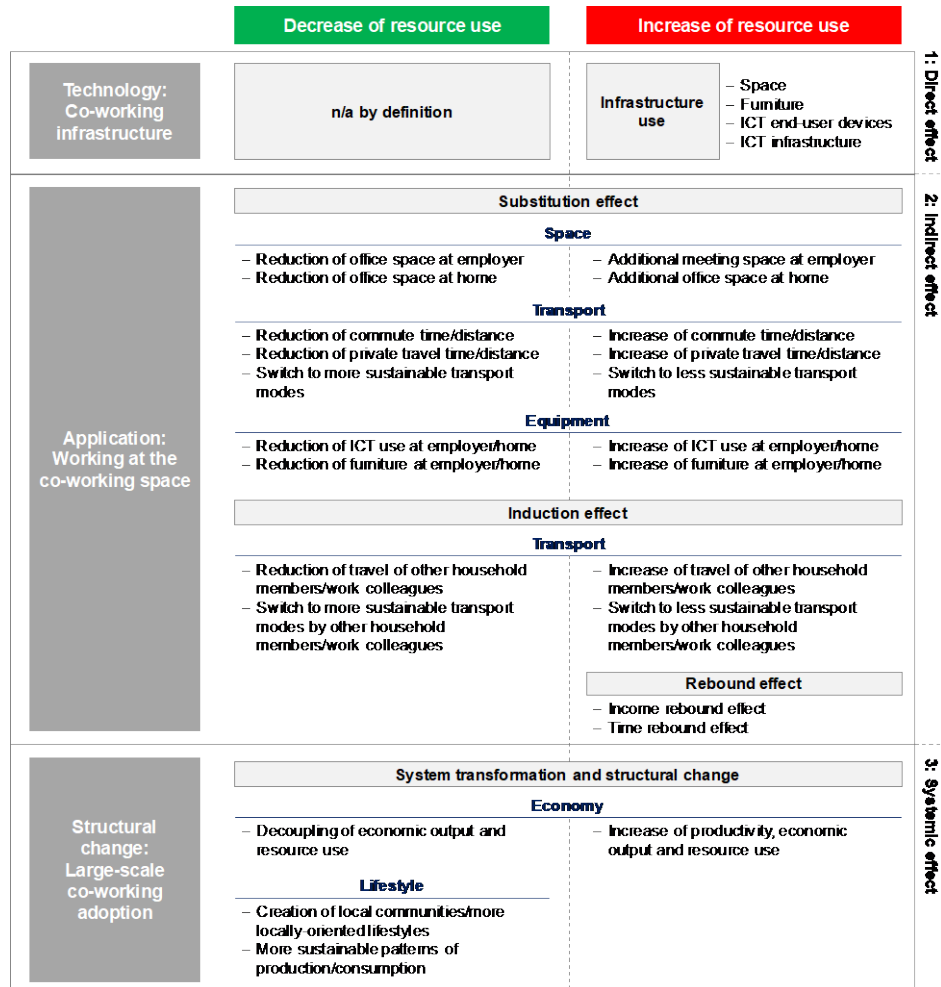 Decrease of resource use
Increase of resource use
1: Direct effect
Technology:
Co-working
infrastructure
n/a by definition
Infrastructure
use
– Space
– Furniture
– ICT end-user devices
– ICT infrastructure
2: Indirect effect
Application:
Working at the
co-working space
Substitution effect
Space
– Reduction of office space at employer
– Reduction of office space at home
– Additional meeting space at employer
– Additional office space at home
Transport
– Reduction of commute time/distance
– Reduction of private travel time/distance
– Switch to more sustainable transport
modes
– Increase of commute time/distance
– Increase of private travel time/distance
– Switch to less sustainable transport
modes
Equipment
– Reduction of ICT use at employer/home
– Reduction of furniture at employer/home
– Increase of ICT use at employer/home
– Increase of furniture at employer/home
Induction effect
Transport
– Reduction of travel of other household
members/work colleagues
– Switch to more sustainable transport
modes by other household
members/work colleagues
– Increase of travel of other household
members/work colleagues
– Switch to less sustainable transport
modes by other household
members/work colleagues
Rebound effect
– Income rebound effect
– Time rebound effect
3: Systemic effect
Structural
change:
Large-scale
co-working
adoption
System transformation and structural change
Economy
– Decoupling of economic output and
resource use
– Increase of productivity, economic
output and resource use
Lifestyle
– Creation of local communities/more
locally-oriented lifestyles
– More sustainable patterns of
production/consumption